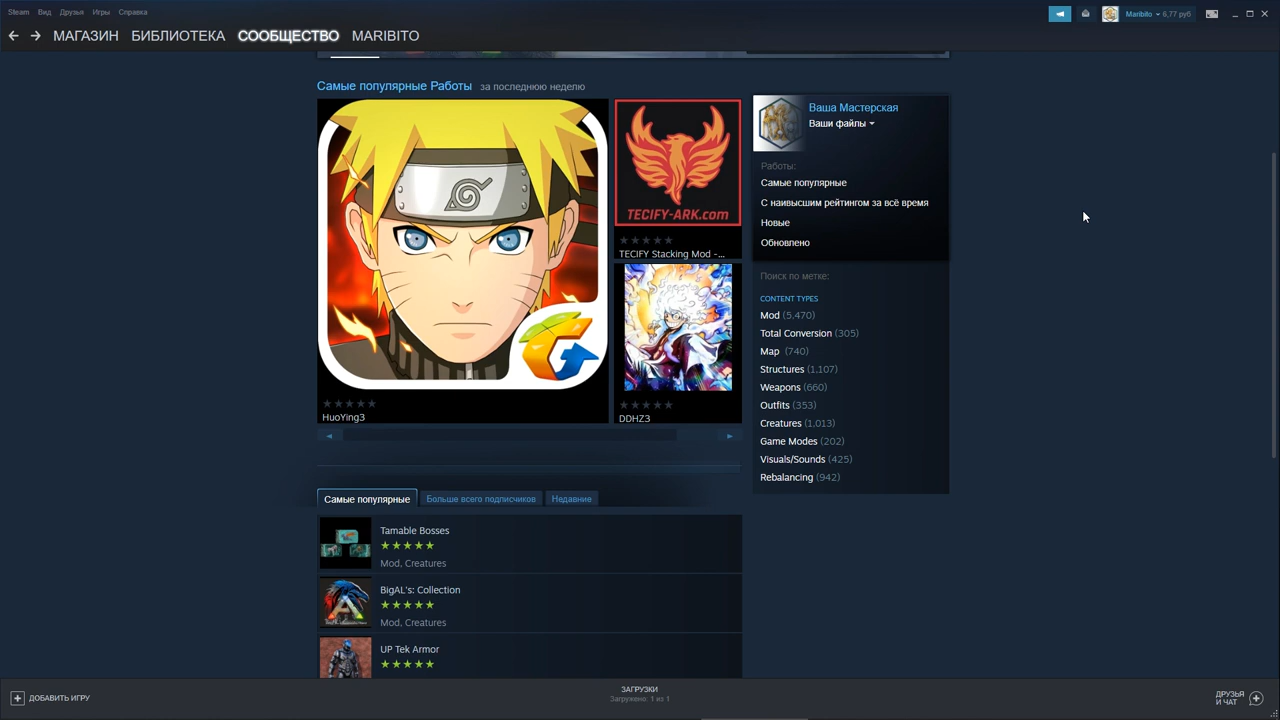 Steam Вид Друзья Игры Справка
Maribito 6,77 руб
МАГАЗИН БИБЛИОТЕКА СООБЩЕСТВО MARIBITO
Самые популярные Работы за последнюю неделю
TECIFY-ARK.com
TECIFY Stacking Mod -...
HuoYing3
DDHZ3
Ваша Мастерская
Ваши файлы
Работы:
Самые популярные
С наивысшим рейтингом за всё время
Новые
Обновлено
Поиск по метке:
CONTENT TYPES
Mod (5,470)
Total Conversion (305)
Map (740)
Structures (1,107)
Weapons (660)
Outfits (353)
Creatures (1,013)
Game Modes (202)
Visuals/Sounds (425)
Rebalancing (942)
Самые популярные Больше всего подписчиков Недавние
Tamable Bosses
Mod, Creatures
BigAL's: Collection
Mod, Creatures
UP Tek Armor
ДОБАВИТЬ ИГРУ
ЗАГРУЗКИ
Загружено: 1 из 1
ДРУЗЬЯ
И ЧАТ